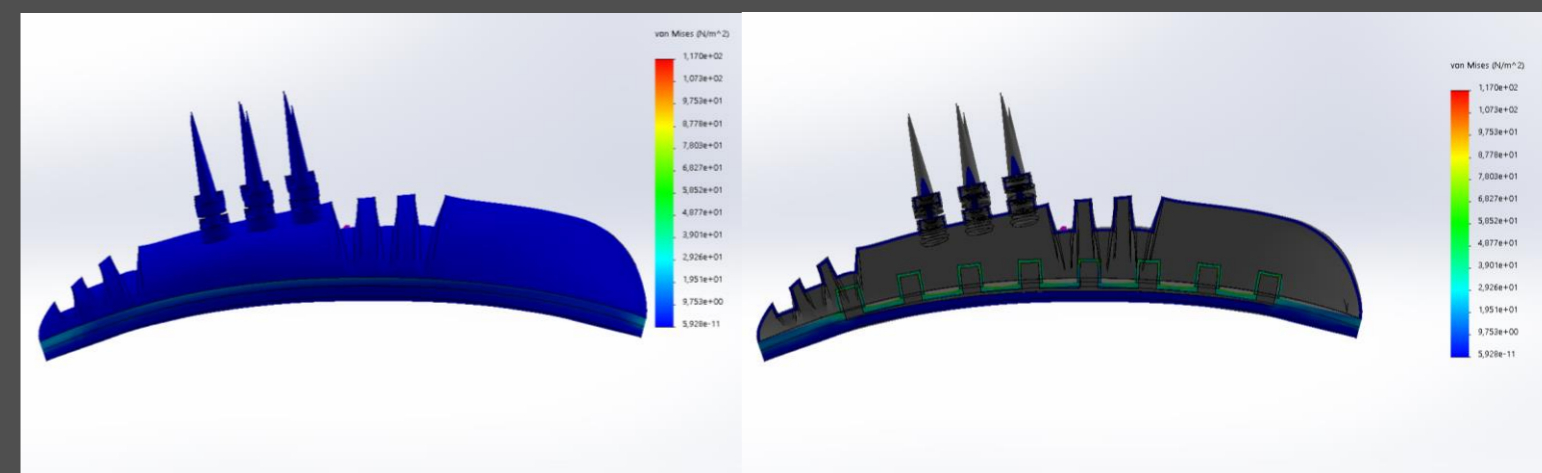 von Mises (N/m^2)
1,170e+02
1,073e+02
9,753e+01
8,778e+01
7,803e+01
6,827e+01
5,852e+01
4,877e+01
3,901e+01
2,926e+01
1,951e+01
9,753e+00
5,928e-11
von Mises (N/m^2)
1,170e+02
1,073e+02
9,753e+01
8,778e+01
7,803e+01
6,827e+01
5,852e+01
4,877e+01
3,901e+01
2,926e+01
1,951e+01
9,753e+00
5,928e-11